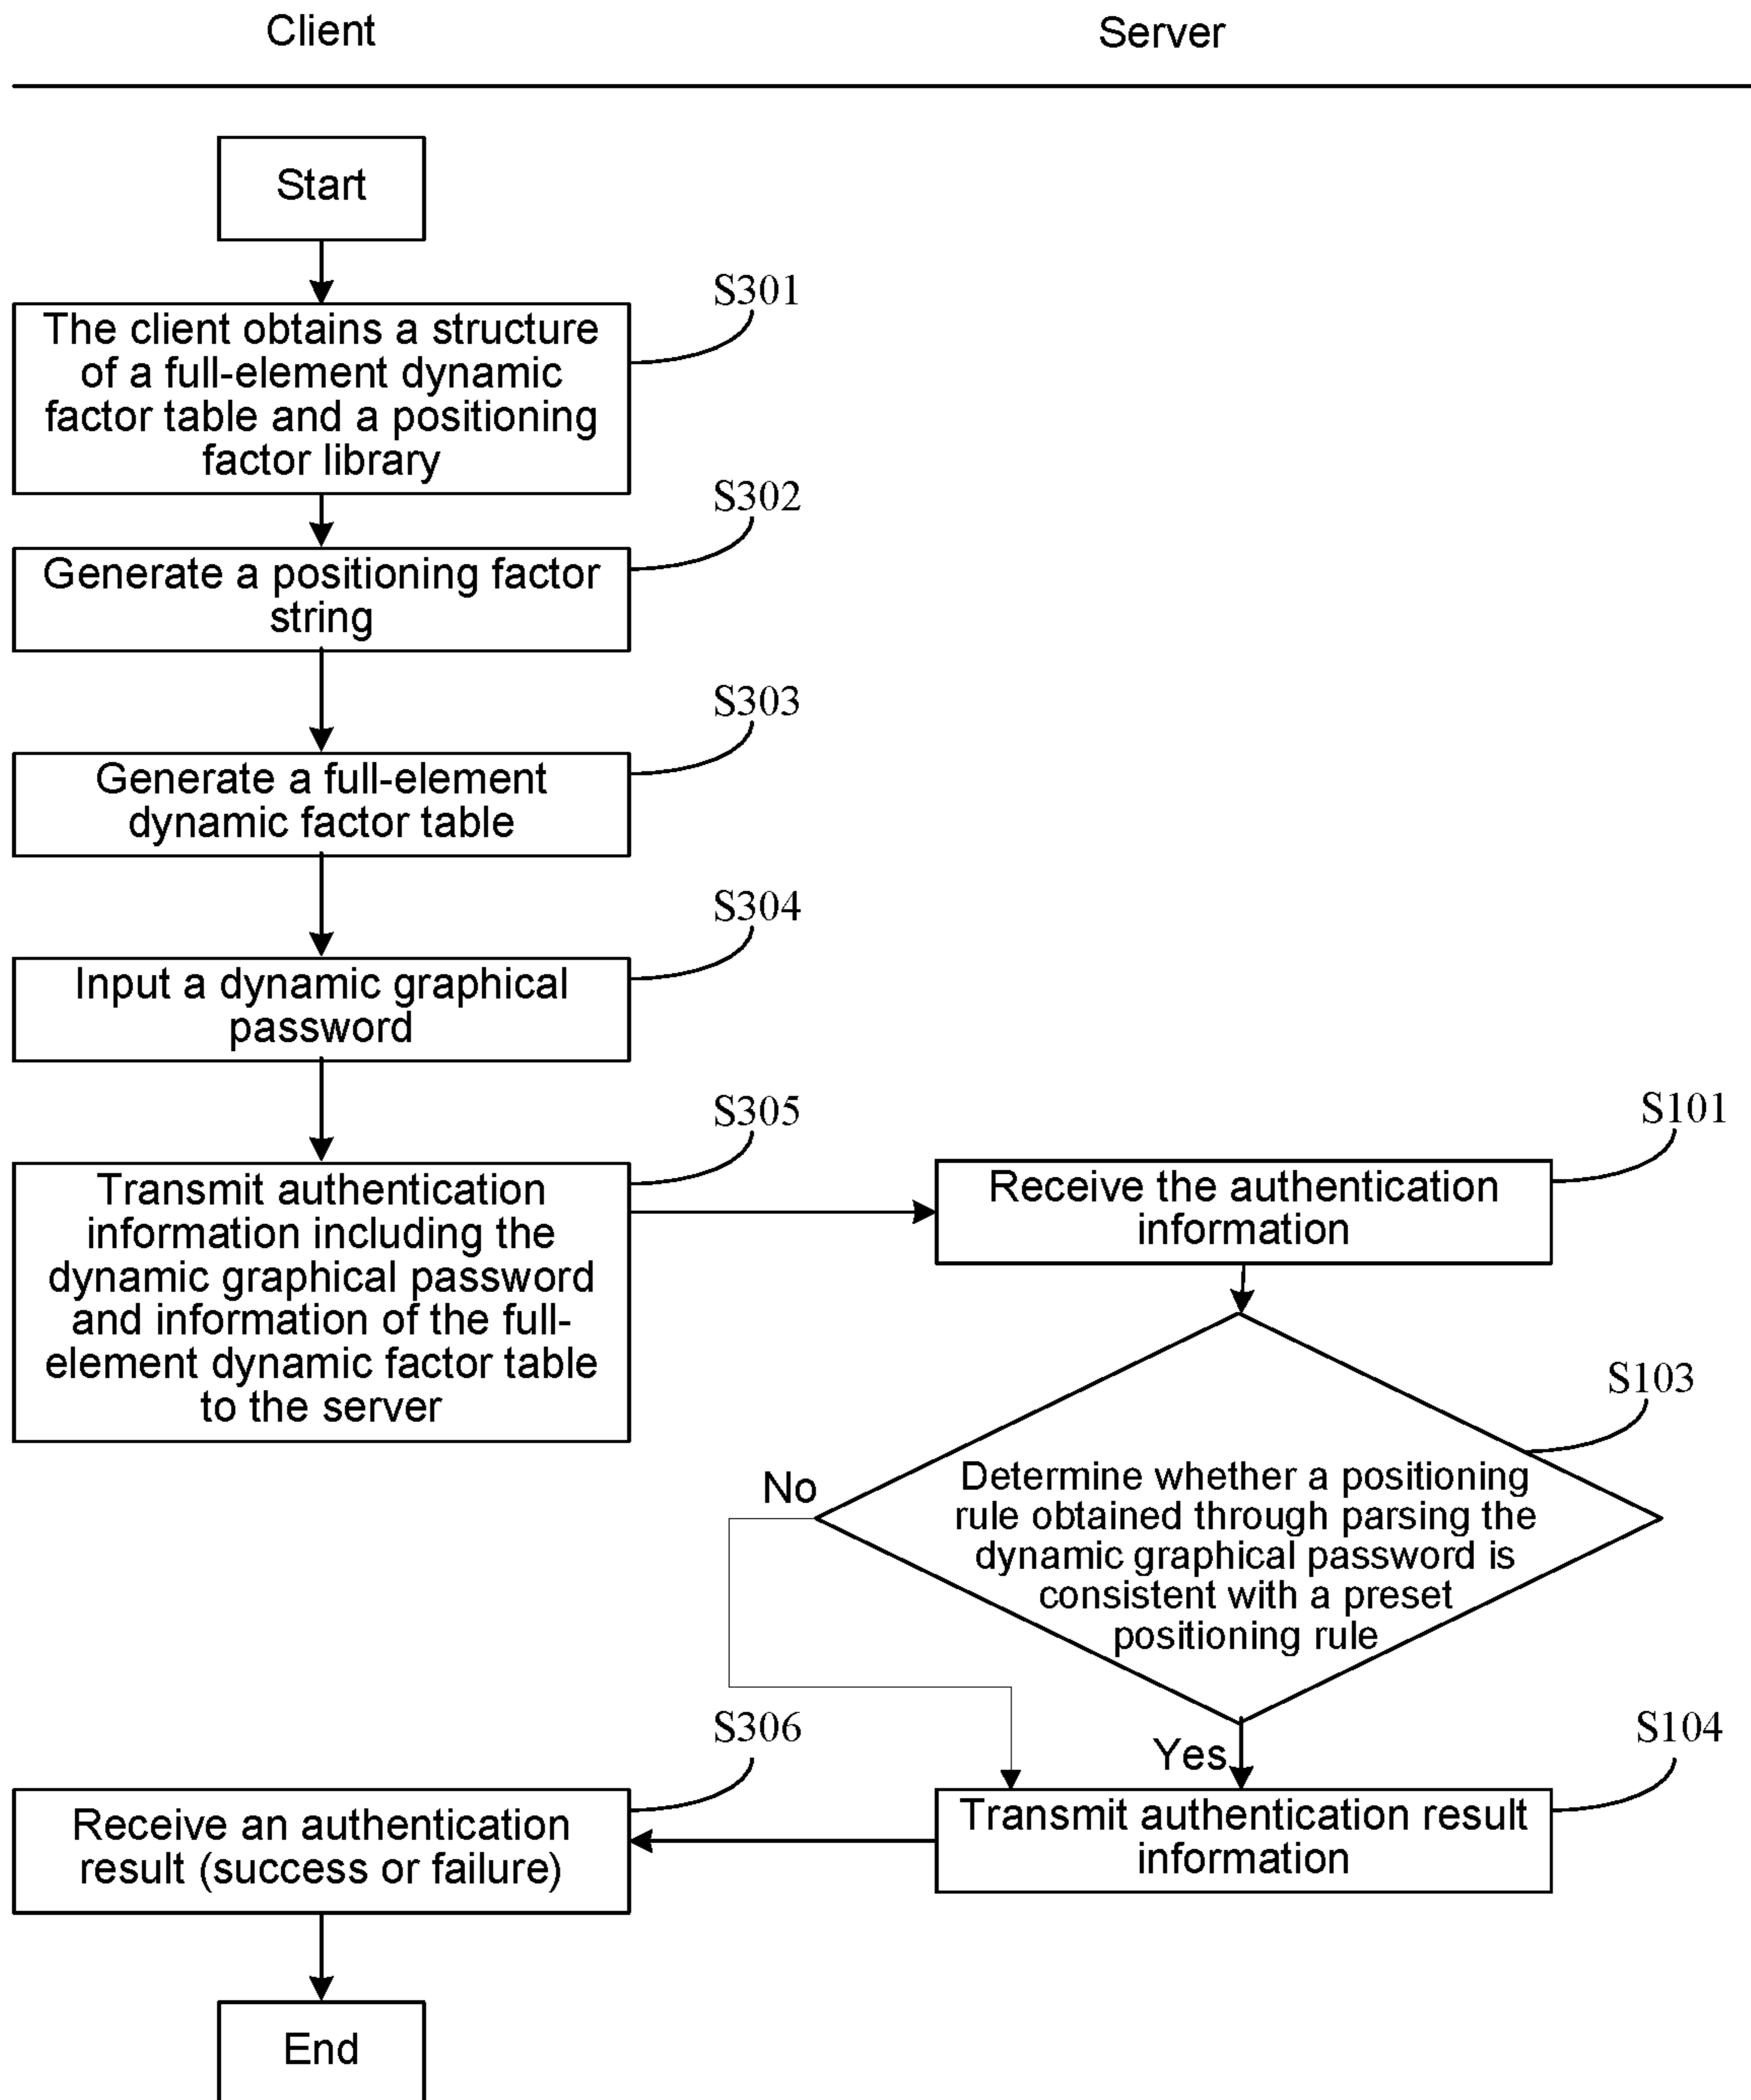 Client
Server
Start
S301
The client obtains a structure
of a full-element dynamic
factor table and a positioning
factor library
S302
Generate a positioning factor
string
S303
Generate a full-element
dynamic factor table
S304
Input a dynamic graphical
password
S305
Transmit authentication
information including the
dynamic graphical password
and information of the full-
element dynamic factor table
to the server
S101
Receive the authentication
information
S103
Determine whether a positioning
rule obtained through parsing the
dynamic graphical password is
consistent with a preset
positioning rule
No
Yes
S104
Transmit authentication result
information
S306
Receive an authentication
result (success or failure)
End